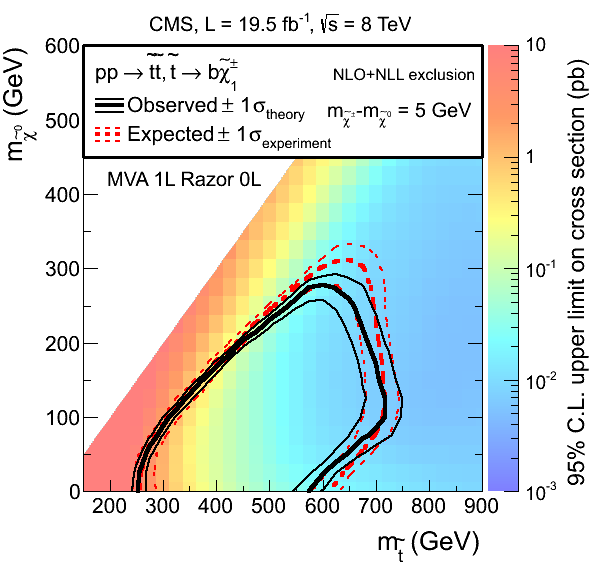 CMS, L = 19.5 fb⁻¹, √s = 8 TeV
pp → t̃t̃, t̃ → bχ̃₁±
NLO+NLL exclusion
Observed ± 1σtheory
mχ̃± - mχ̃⁰ = 5 GeV
Expected ± 1σexperiment
MVA 1L Razor 0L
mχ̃⁰ (GeV)
600
500
400
300
200
100
0
200 300 400 500 600 700 800 900
mt̃ (GeV)
10
1
10⁻¹
10⁻²
10⁻³
95% C.L. upper limit on cross section (pb)